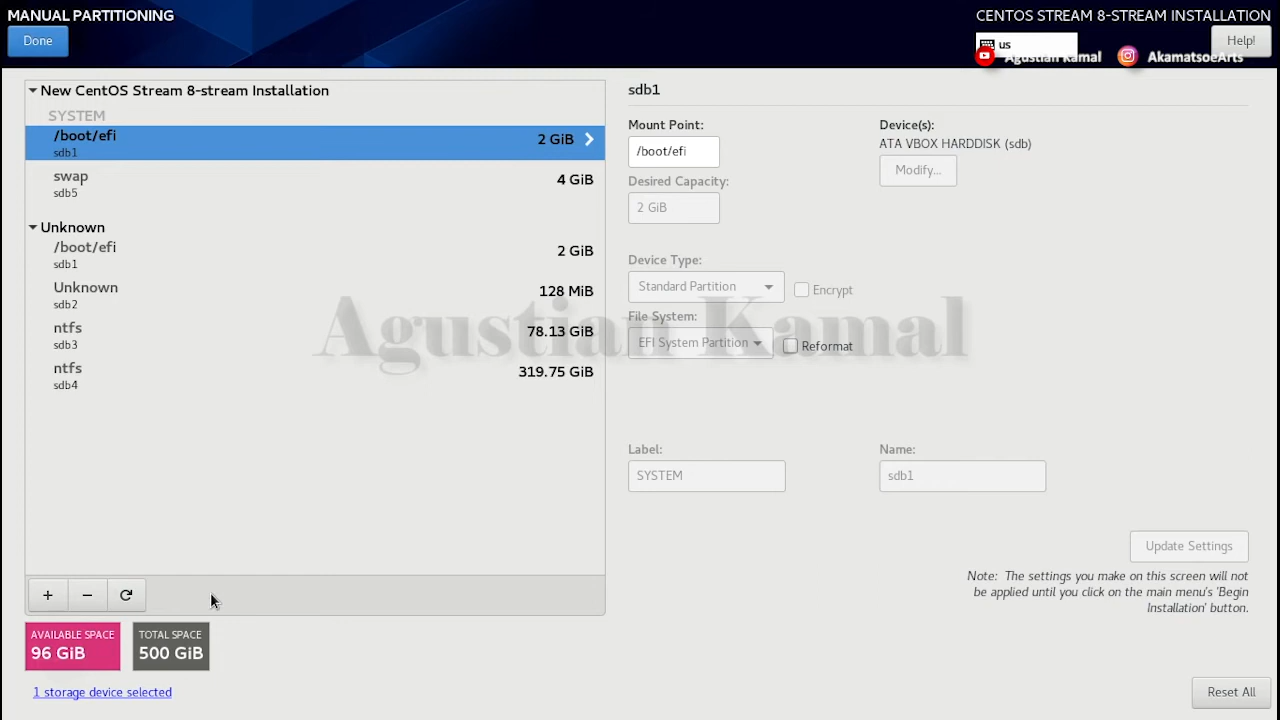 MANUAL PARTITIONING
CENTOS STREAM 8-STREAM INSTALLATION
Done
us
Help!
Agustian Kamal
AkamatsoeArts
New CentOS Stream 8-stream Installation
SYSTEM
/boot/efi
2 GiB
sdb1
swap
4 GiB
sdb5
Unknown
/boot/efi
2 GiB
sdb1
Unknown
128 MiB
sdb2
ntfs
78.13 GiB
sdb3
ntfs
319.75 GiB
sdb4
sdb1
Mount Point:
/boot/efi
Device(s):
ATA VBOX HARDDISK (sdb)
Modify...
Desired Capacity:
2 GiB
Device Type:
Standard Partition
Encrypt
File System:
EFI System Partition
Reformat
Agustian Kamal
Label:
SYSTEM
Name:
sdb1
Update Settings
Note: The settings you make on this screen will not
be applied until you click on the main menu's 'Begin
Installation' button.
AVAILABLE SPACE
96 GiB
TOTAL SPACE
500 GiB
1 storage device selected
Reset All